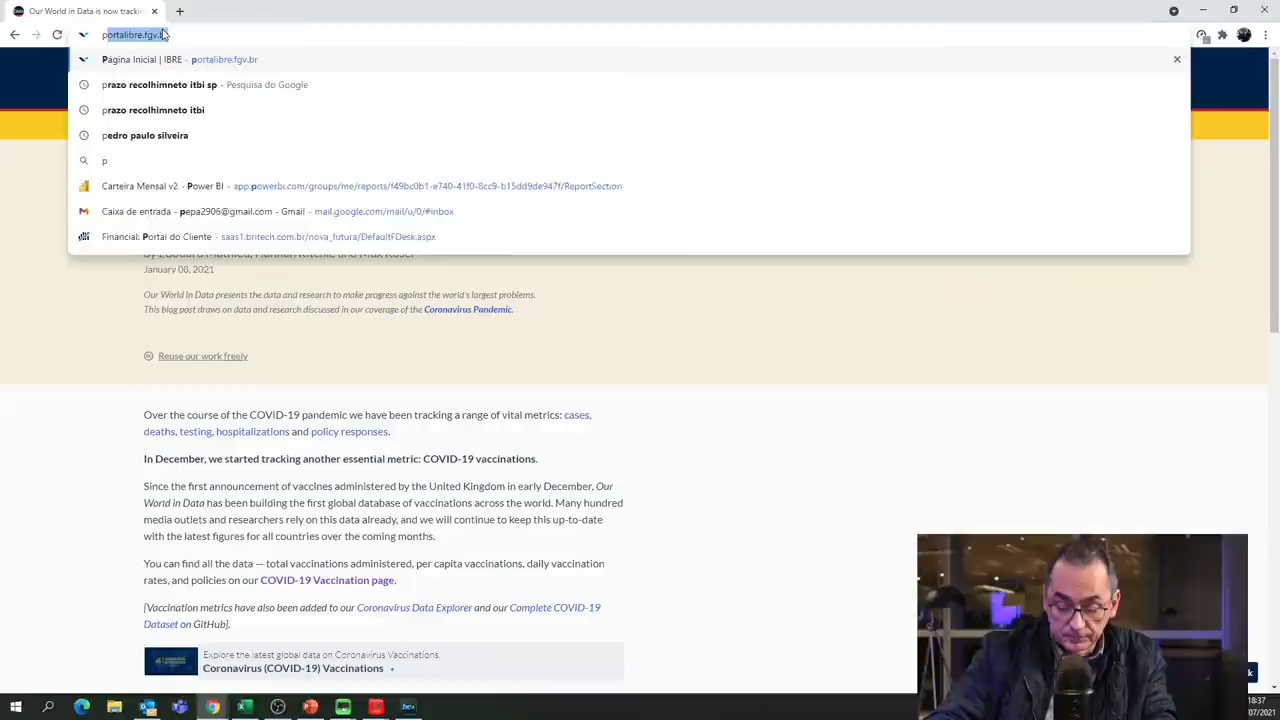 Our World in Data is now trackin
portalibre.fgv.b
Página Inicial | IBRE - portalibre.fgv.br
prazo recolhimneto itbi sp - Pesquisa do Google
prazo recolhimneto itbi
pedro paulo silveira
p
Carteira Mensal v2 - Power BI - app.powerbi.com/groups/me/reports/f49bc0b1-e740-41f0-8cc9-b15dd9de947f/ReportSection
Caixa de entrada - pepa2906@gmail.com - Gmail - mail.google.com/mail/u/0/#inbox
Financial: Portal do Cliente - saas1.britech.com.br/nova_futura/DefaultFDesk.aspx
by Edouard Mathieu, Hannah Ritchie and Max Roser
January 08, 2021
Our World in Data presents the data and research to make progress against the world's largest problems.
This blog post draws on data and research discussed in our coverage of the Coronavirus Pandemic.
Reuse our work freely
Over the course of the COVID-19 pandemic we have been tracking a range of vital metrics: cases,
deaths, testing, hospitalizations and policy responses.
In December, we started tracking another essential metric: COVID-19 vaccinations.
Since the first announcement of vaccines administered by the United Kingdom in early December, Our
World in Data has been building the first global database of vaccinations across the world. Many hundred
media outlets and researchers rely on this data already, and we will continue to keep this up-to-date
with the latest figures for all countries over the coming months.
You can find all the data — total vaccinations administered, per capita vaccinations, daily vaccination
rates, and policies on our COVID-19 Vaccination page.
[Vaccination metrics have also been added to our Coronavirus Data Explorer and our Complete COVID-19
Dataset on GitHub].
Explore the latest global data on Coronavirus Vaccinations.
Coronavirus (COVID-19) Vaccinations →
k
18:37
/07/2021